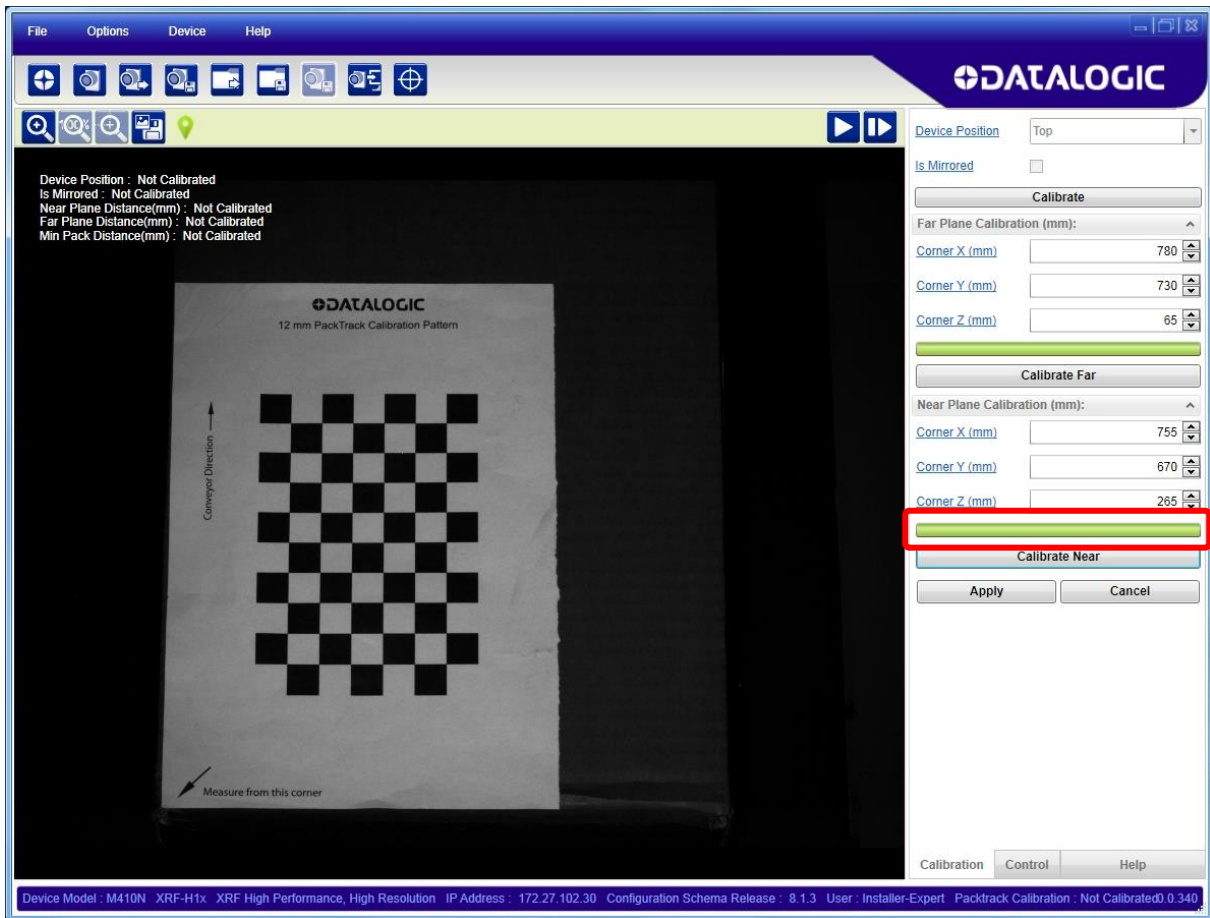 File Options Device Help
DATALOGIC
100%
Device Position Top
Is Mirrored
Calibrate
Far Plane Calibration (mm):
Corner X (mm) 780
Corner Y (mm) 730
Corner Z (mm) 65
Calibrate Far
Near Plane Calibration (mm):
Corner X (mm) 755
Corner Y (mm) 670
Corner Z (mm) 265
Calibrate Near
Apply Cancel
Device Position : Not Calibrated
Is Mirrored : Not Calibrated
Near Plane Distance(mm) : Not Calibrated
Far Plane Distance(mm) : Not Calibrated
Min Pack Distance(mm) : Not Calibrated
DATALOGIC
12 mm PackTrack Calibration Pattern
Conveyor Direction
Measure from this corner
Calibration Control Help
Device Model : M410N XRF-H1x XRF High Performance, High Resolution IP Address : 172.27.102.30 Configuration Schema Release : 8.1.3 User : Installer-Expert Packtrack Calibration : Not Calibrated0.0.340